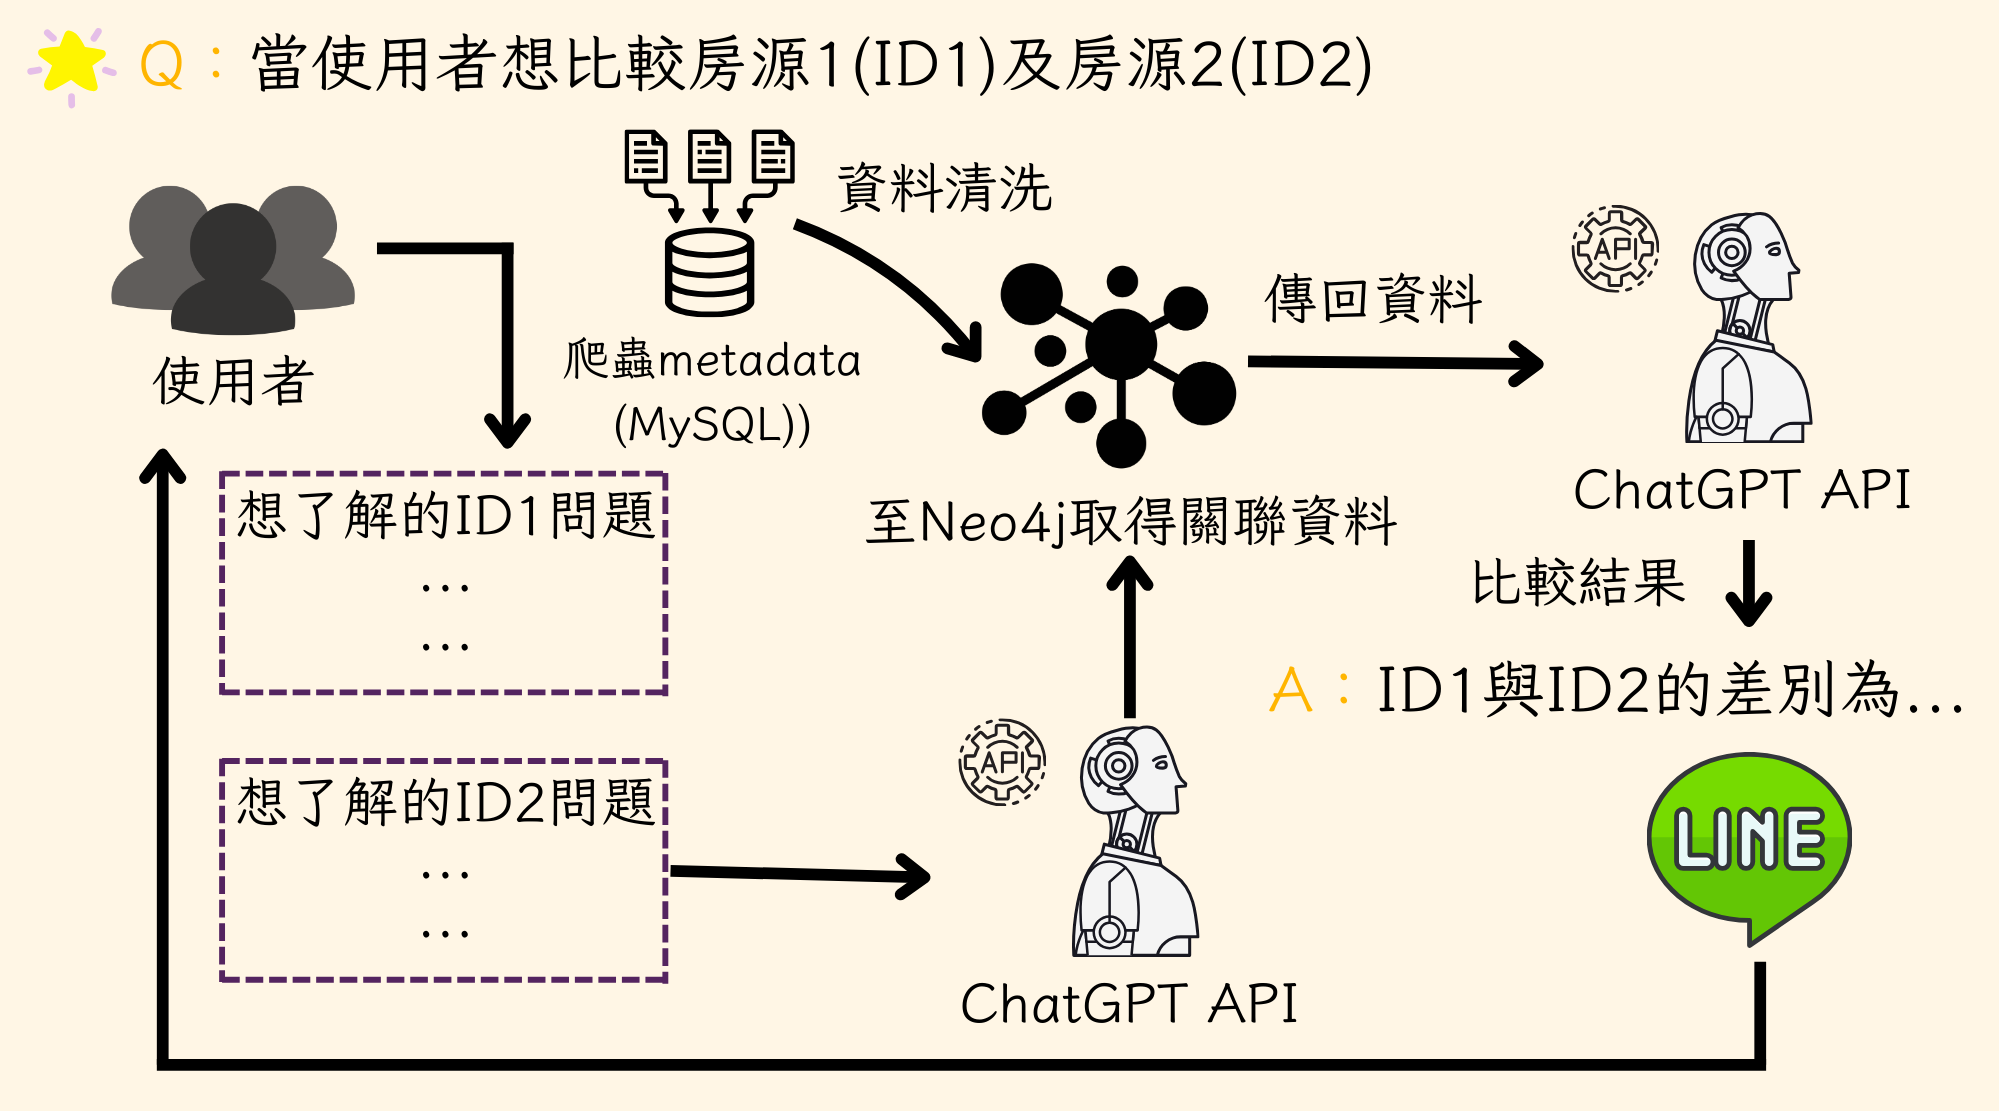 Q：當使用者想比較房源1(ID1)及房源2(ID2)
資料清洗
使用者
爬蟲metadata
(MySQL))
傳回資料
API
ChatGPT API
想了解的ID1問題
...
...
至Neo4j取得關聯資料
比較結果
A：ID1與ID2的差別為...
想了解的ID2問題
...
...
API
ChatGPT API
LINE